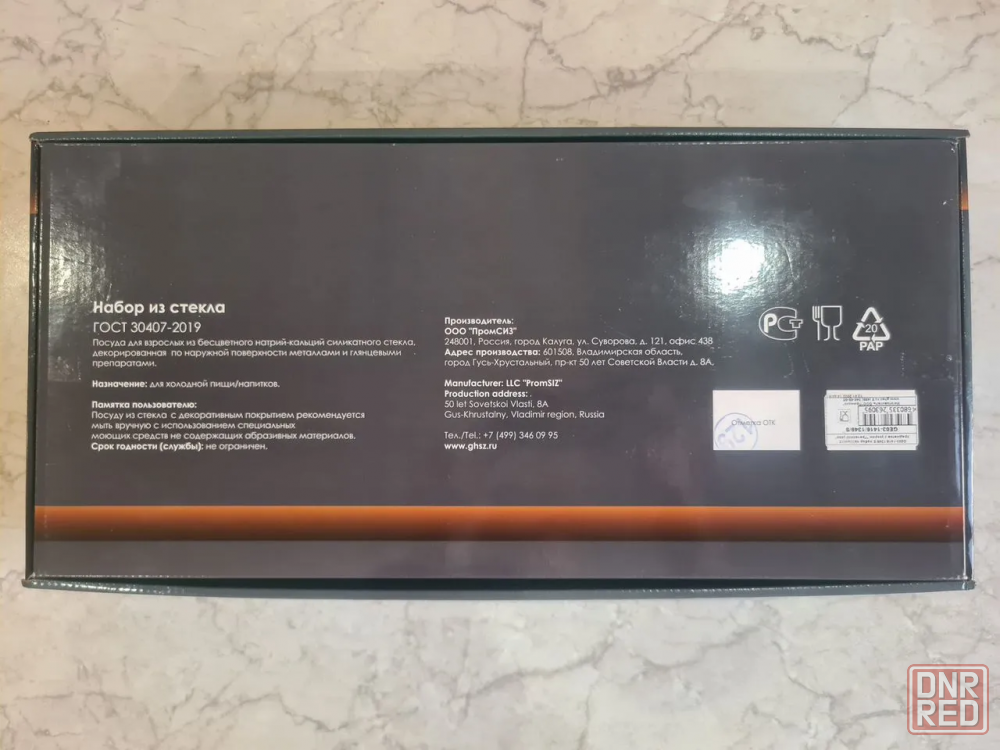 Набор из стекла
ГОСТ 30407-2019
Посуда для взрослых из бесцветного натрий-кальций силикатного стекла,
декорированная по наружной поверхности металлами и глянцевыми
препаратами.
Назначение: для холодной пищи/напитков.
Памятка пользователю:
Посуду из стекла с декоративным покрытием рекомендуется
мыть вручную с использованием специальных
моющих средств не содержащих абразивных материалов.
Срок годности (службы): не ограничен.
Производитель:
ООО "ПромСИЗ"
248001, Россия, город Калуга, ул. Суворова, д. 121, офис 438
Адрес производства: 601508, Владимирская область,
город Гусь-Хрустальный, пр-кт 50 лет Советской Власти д. 8А.
Manufacturer: LLC "PromSIZ"
Production address:
50 let Sovetskoi Vlasti, 8A
Gus-Khrustalny, Vladimir region, Russia
Тел./Tel.: +7 (499) 346 09 95
www.ghsz.ru
РСТ
20
PAP
Отметка ОТК
DNR
RED